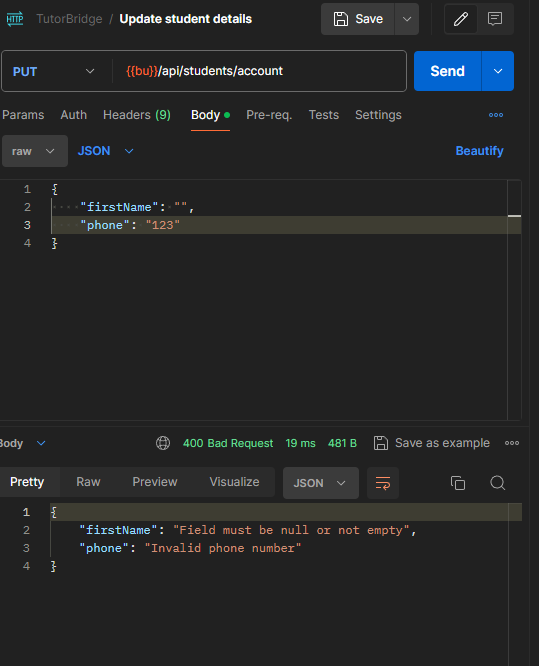 HTTP TutorBridge / Update student details Save
PUT {{bu}}/api/students/account Send
Params Auth Headers (9) Body Pre-req. Tests Settings
raw JSON Beautify
1 {
2 "firstName": "",
3 "phone": "123"
4 }
Body 400 Bad Request 19 ms 481 B Save as example
Pretty Raw Preview Visualize JSON
1 {
2 "firstName": "Field must be null or not empty",
3 "phone": "Invalid phone number"
4 }